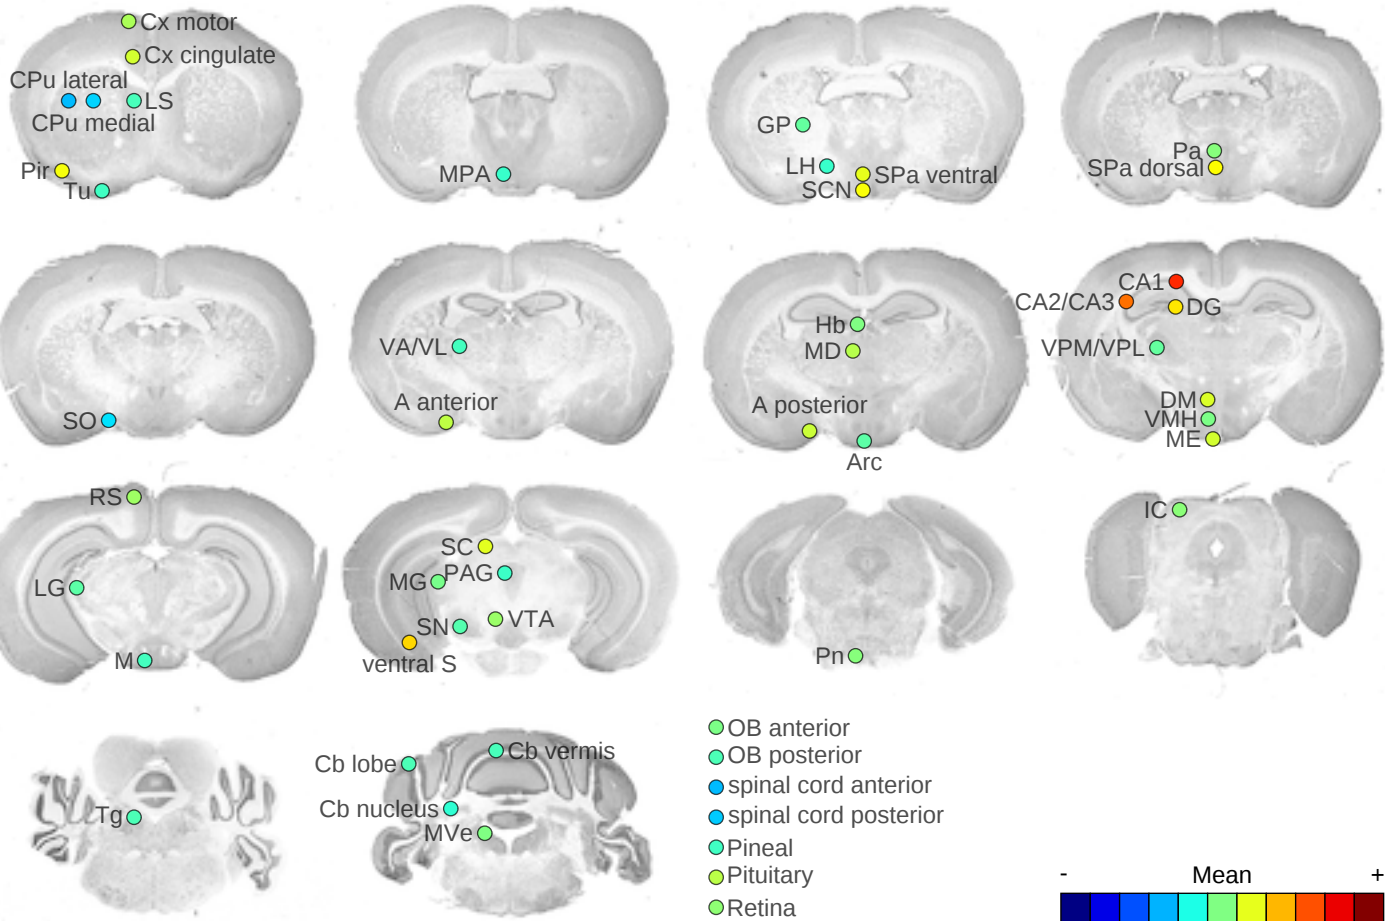 Cx motor
Cx cingulate
CPu lateral
LS
CPu medial
Pir
Tu
MPA
GP
LH
SPa ventral
SCN
Pa
SPa dorsal
SO
VA/VL
A anterior
Hb
MD
A posterior
Arc
CA1
CA2/CA3
DG
VPM/VPL
DM
VMH
ME
RS
LG
M
SC
MG
PAG
SN
VTA
ventral S
Pn
IC
Tg
Cb lobe
Cb vermis
Cb nucleus
MVe
OB anterior
OB posterior
spinal cord anterior
spinal cord posterior
Pineal
Pituitary
Retina
- Mean +